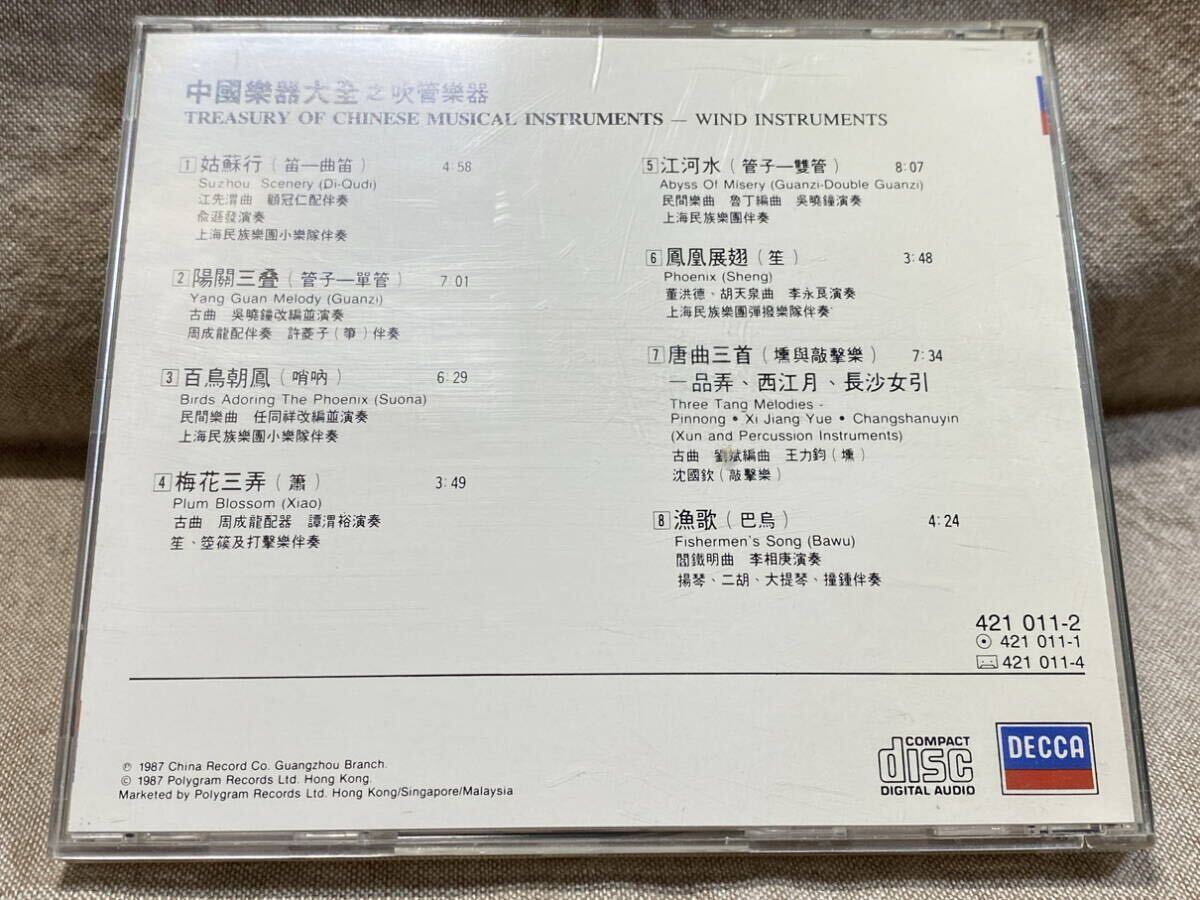 中國樂器大全之吹管樂器
TREASURY OF CHINESE MUSICAL INSTRUMENTS — WIND INSTRUMENTS
1 姑蘇行（笛—曲笛） 4:58
Suzhou Scenery (Di-Qudi)
江先渭曲 顧冠仁配伴奏
兪遜發演奏
上海民族樂團小樂隊伴奏
2 陽關三叠（管子—單管） 7:01
Yang Guan Melody (Guanzi)
古曲 吳曉鐘改編並演奏
周成龍配伴奏 許菱子（箏）伴奏
3 百鳥朝鳳（哨吶） 6:29
Birds Adoring The Phoenix (Suona)
民間樂曲 任同祥改編並演奏
上海民族樂團小樂隊伴奏
4 梅花三弄（簫） 3:49
Plum Blossom (Xiao)
古曲 周成龍配器 譚渭裕演奏
笙、箜篌及打擊樂伴奏
5 江河水（管子—雙管） 8:07
Abyss Of Misery (Guanzi-Double Guanzi)
民間樂曲 魯丁編曲 吳曉鐘演奏
上海民族樂團伴奏
6 鳳凰展翅（笙） 3:48
Phoenix (Sheng)
董洪德、胡天泉曲 李永良演奏
上海民族樂團彈撥樂隊伴奏
7 唐曲三首（壎與敲擊樂） 7:34
一品弄、西江月、長沙女引
Three Tang Melodies -
Pinnong • Xi Jiang Yue • Changshanuyin
(Xun and Percussion Instruments)
古曲 劉斌編曲 王力鈞（壎）
沈國欽（敲擊樂）
8 漁歌（巴烏） 4:24
Fishermen's Song (Bawu)
閻鐵明曲 李相庚演奏
揚琴、二胡、大提琴、撞鍾伴奏
421 011-2
421 011-1
421 011-4
℗ 1987 China Record Co. Guangzhou Branch.
© 1987 Polygram Records Ltd. Hong Kong.
Marketed by Polygram Records Ltd. Hong Kong/Singapore/Malaysia
COMPACT
disc
DIGITAL AUDIO
DECCA